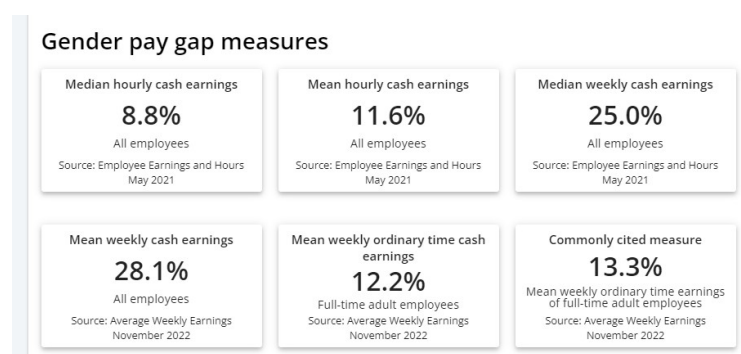 Gender pay gap measures
Median hourly cash earnings
8.8%
All employees
Source: Employee Earnings and Hours
May 2021
Mean hourly cash earnings
11.6%
All employees
Source: Employee Earnings and Hours
May 2021
Median weekly cash earnings
25.0%
All employees
Source: Employee Earnings and Hours
May 2021
Mean weekly cash earnings
28.1%
All employees
Source: Average Weekly Earnings
November 2022
Mean weekly ordinary time cash
earnings
12.2%
Full-time adult employees
Source: Average Weekly Earnings
November 2022
Commonly cited measure
13.3%
Mean weekly ordinary time earnings
of full-time adult employees
Source: Average Weekly Earnings
November 2022